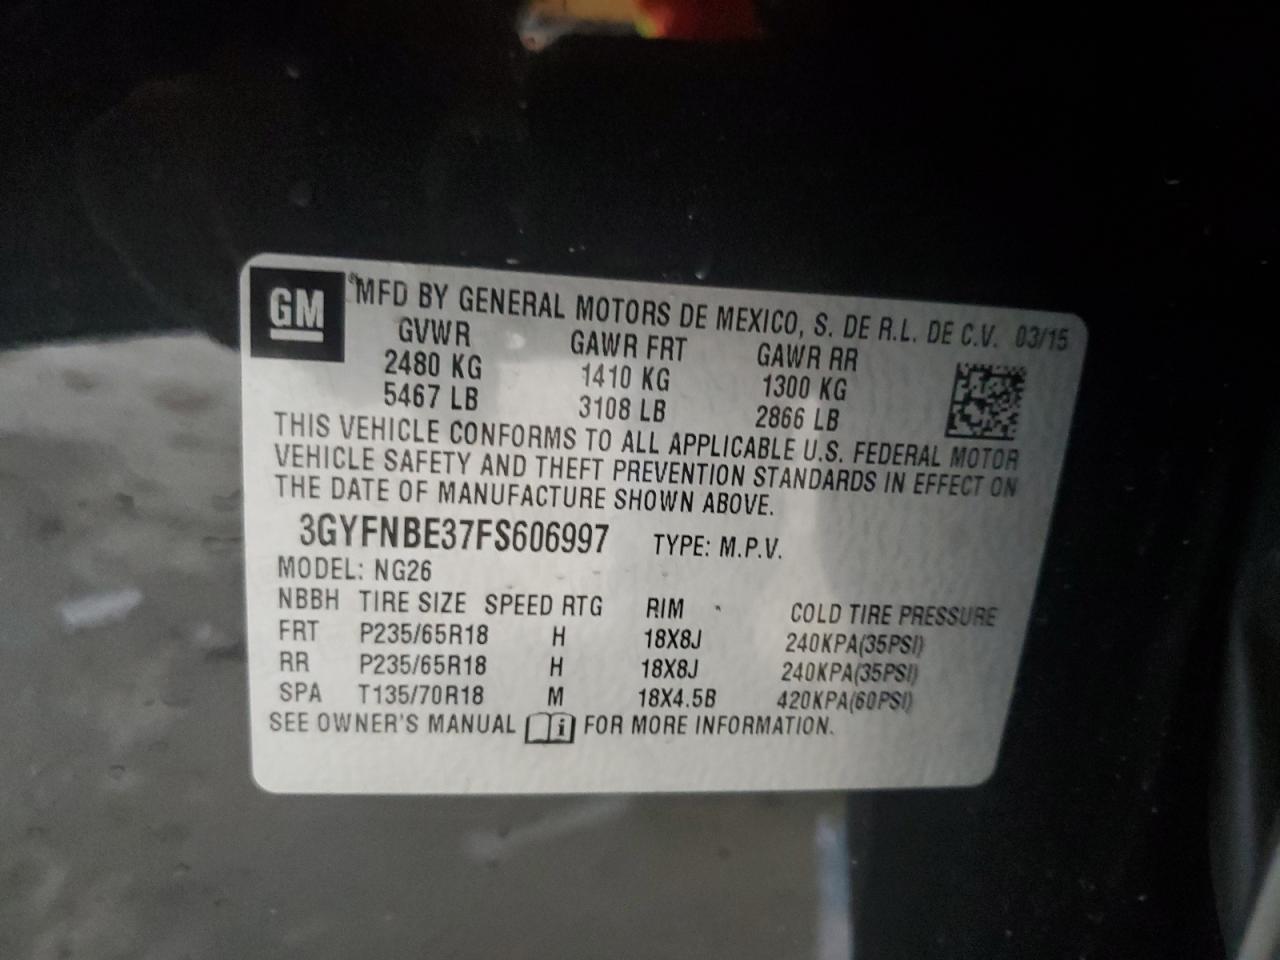 GM
® MFD BY GENERAL MOTORS DE MEXICO, S. DE R.L. DE C.V. 03/15
GVWR GAWR FRT GAWR RR
2480 KG 1410 KG 1300 KG
5467 LB 3108 LB 2866 LB
THIS VEHICLE CONFORMS TO ALL APPLICABLE U.S. FEDERAL MOTOR
VEHICLE SAFETY AND THEFT PREVENTION STANDARDS IN EFFECT ON
THE DATE OF MANUFACTURE SHOWN ABOVE.
3GYFNBE37FS606997 TYPE: M.P.V.
MODEL: NG26
NBBH TIRE SIZE SPEED RTG RIM COLD TIRE PRESSURE
FRT P235/65R18 H 18X8J 240KPA(35PSI)
RR P235/65R18 H 18X8J 240KPA(35PSI)
SPA T135/70R18 M 18X4.5B 420KPA(60PSI)
SEE OWNER'S MANUAL i FOR MORE INFORMATION.